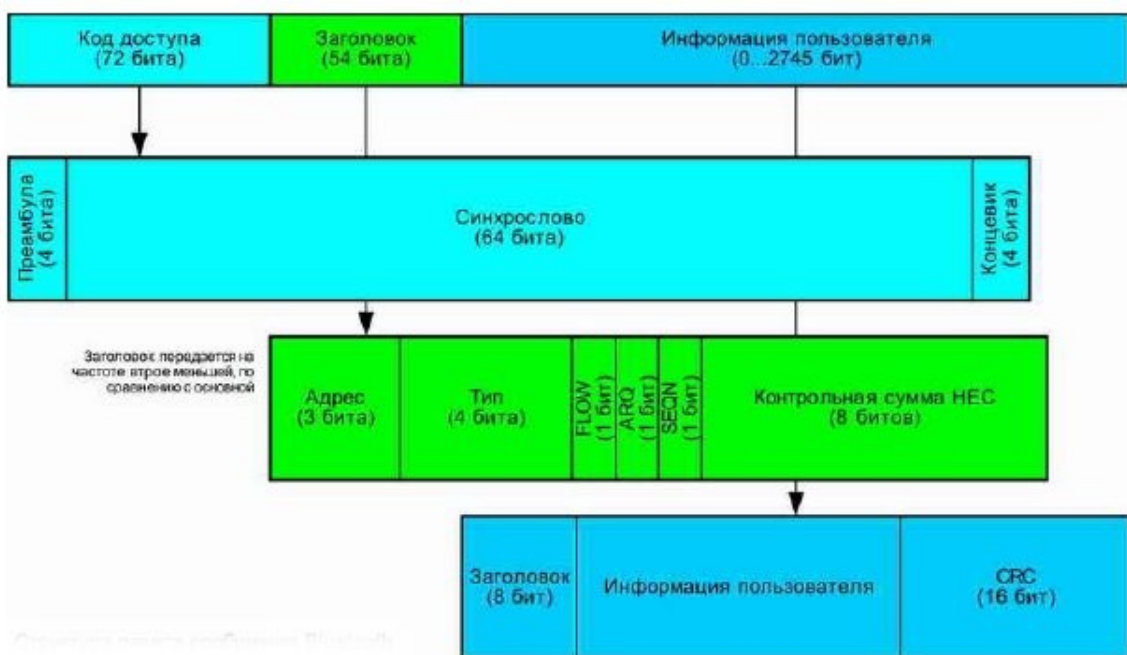 Код доступа
(72 бита)
Заголовок
(54 бита)
Информация пользователя
(0...2745 бит)
Преамбула
(4 бита)
Синхрослово
(64 бита)
Концевик
(4 бита)
Заголовок передается на
частоте втрое меньшей, по
сравнению с основной
Адрес
(3 бита)
Тип
(4 бита)
FLOW
(1 бит)
ARQ
(1 бит)
SEQN
(1 бит)
Контрольная сумма HEC
(8 битов)
Заголовок
(8 бит)
Информация пользователя
CRC
(16 бит)